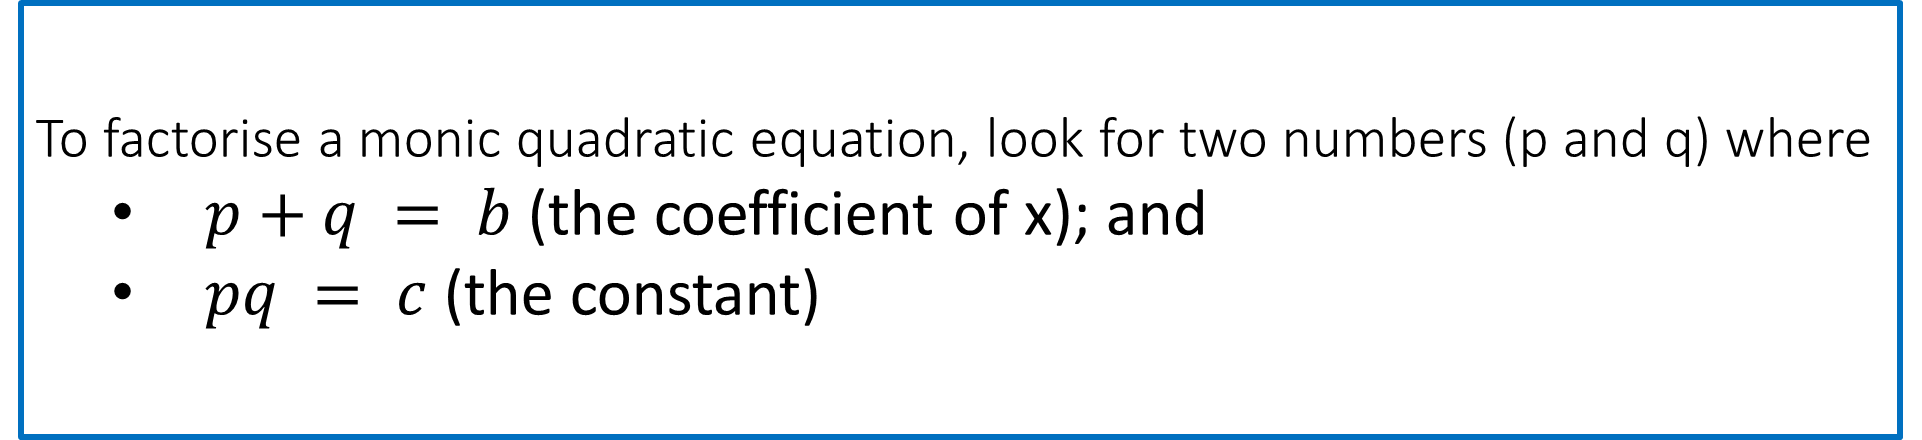 To factorise a monic quadratic equation, look for two numbers (p and q) where
• p + q = b (the coefficient of x); and
• pq = c (the constant)